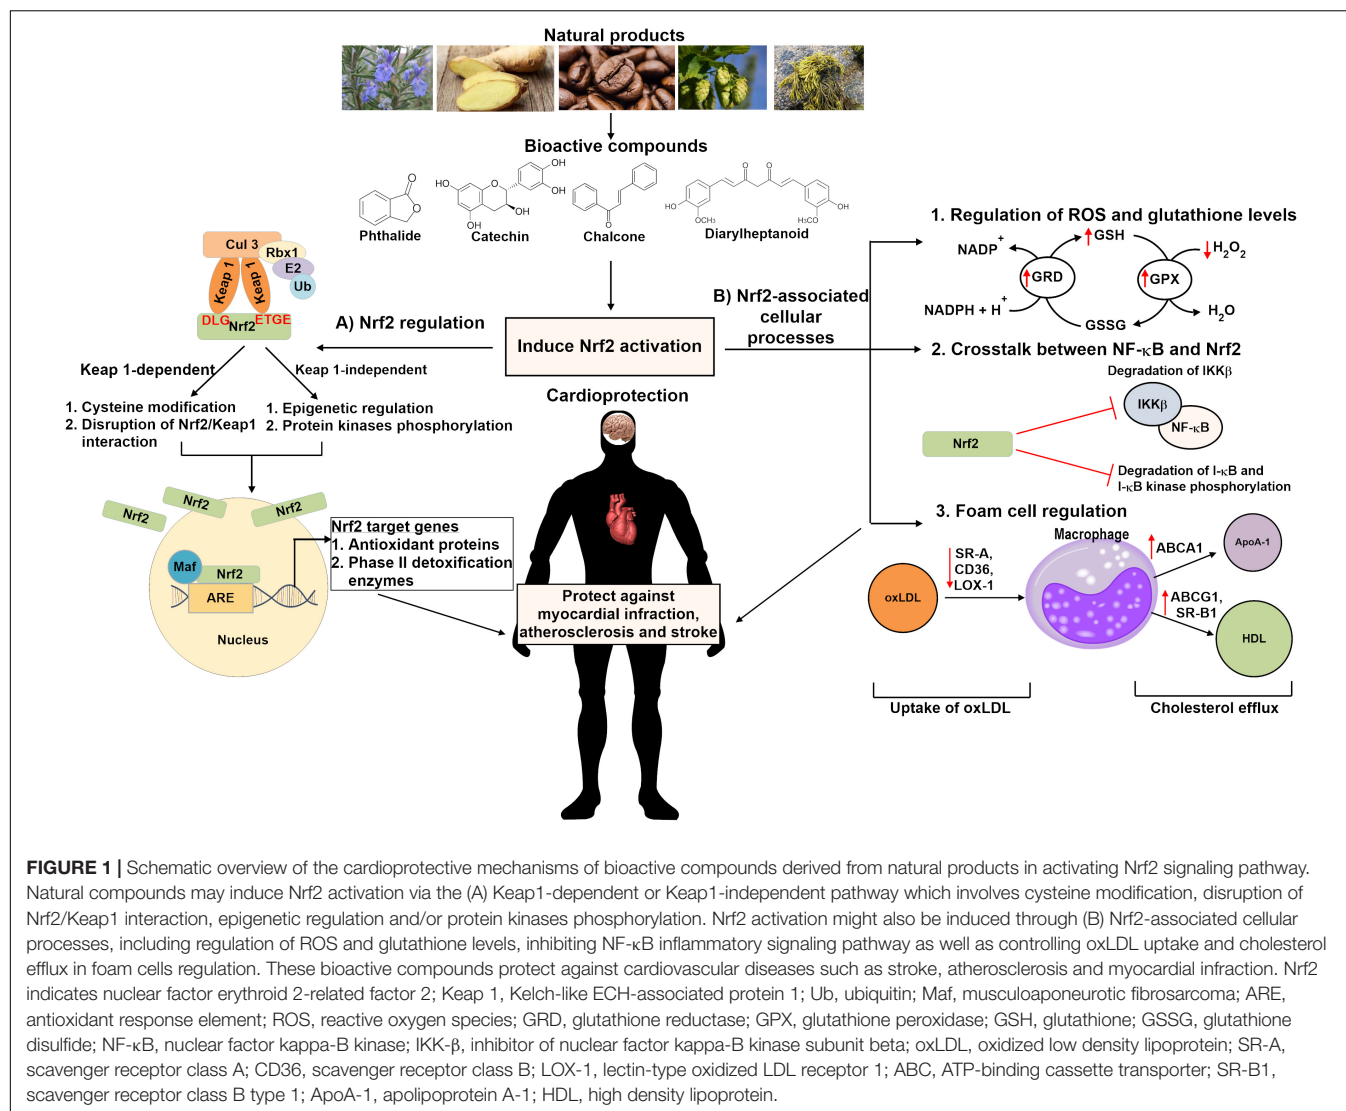 Natural products
Bioactive compounds
O
O
Phthalide
OH
OH
HO
O
OH
OH
Catechin
O
Chalcone
O
O
HO
OCH3
H3CO
OH
Diarylheptanoid
Cul 3
Rbx1
E2
Ub
Keap 1
Keap 1
DLG
ETGE
Nrf2
A) Nrf2 regulation
Induce Nrf2 activation
B) Nrf2-associated
cellular
processes
Keap 1-dependent
Keap 1-independent
1. Cysteine modification
2. Disruption of Nrf2/Keap1
interaction
1. Epigenetic regulation
2. Protein kinases phosphorylation
Nrf2
Nrf2
Nrf2
Maf
Nrf2
ARE
Nucleus
Nrf2 target genes
1. Antioxidant proteins
2. Phase II detoxification
enzymes
Cardioprotection
Protect against
myocardial infraction,
atherosclerosis and stroke
1. Regulation of ROS and glutathione levels
NADP+
GSH
H2O2
GRD
GPX
NADPH + H+
GSSG
H2O
2. Crosstalk between NF-κB and Nrf2
Degradation of IKKβ
IKKβ
NF-κB
Nrf2
Degradation of I-κB and
I-κB kinase phosphorylation
3. Foam cell regulation
Macrophage
SR-A,
CD36,
LOX-1
oxLDL
ABCA1
ApoA-1
ABCG1,
SR-B1
HDL
Uptake of oxLDL
Cholesterol efflux
FIGURE 1 | Schematic overview of the cardioprotective mechanisms of bioactive compounds derived from natural products in activating Nrf2 signaling pathway.
Natural compounds may induce Nrf2 activation via the (A) Keap1-dependent or Keap1-independent pathway which involves cysteine modification, disruption of
Nrf2/Keap1 interaction, epigenetic regulation and/or protein kinases phosphorylation. Nrf2 activation might also be induced through (B) Nrf2-associated cellular
processes, including regulation of ROS and glutathione levels, inhibiting NF-κB inflammatory signaling pathway as well as controlling oxLDL uptake and cholesterol
efflux in foam cells regulation. These bioactive compounds protect against cardiovascular diseases such as stroke, atherosclerosis and myocardial infraction. Nrf2
indicates nuclear factor erythroid 2-related factor 2; Keap 1, Kelch-like ECH-associated protein 1; Ub, ubiquitin; Maf, musculoaponeurotic fibrosarcoma; ARE,
antioxidant response element; ROS, reactive oxygen species; GRD, glutathione reductase; GPX, glutathione peroxidase; GSH, glutathione; GSSG, glutathione
disulfide; NF-κB, nuclear factor kappa-B kinase; IKK-β, inhibitor of nuclear factor kappa-B kinase subunit beta; oxLDL, oxidized low density lipoprotein; SR-A,
scavenger receptor class A; CD36, scavenger receptor class B; LOX-1, lectin-type oxidized LDL receptor 1; ABC, ATP-binding cassette transporter; SR-B1,
scavenger receptor class B type 1; ApoA-1, apolipoprotein A-1; HDL, high density lipoprotein.